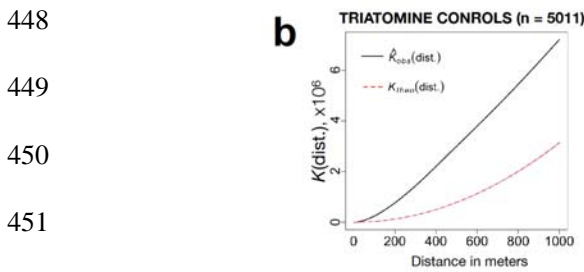 448
449
450
451
b
TRIATOMINE CONROLS (n = 5011)
K̂obs(dist.)
Ktheo(dist.)
K(dist.), x10⁶
6
4
2
0
0 200 400 600 800 1000
Distance in meters